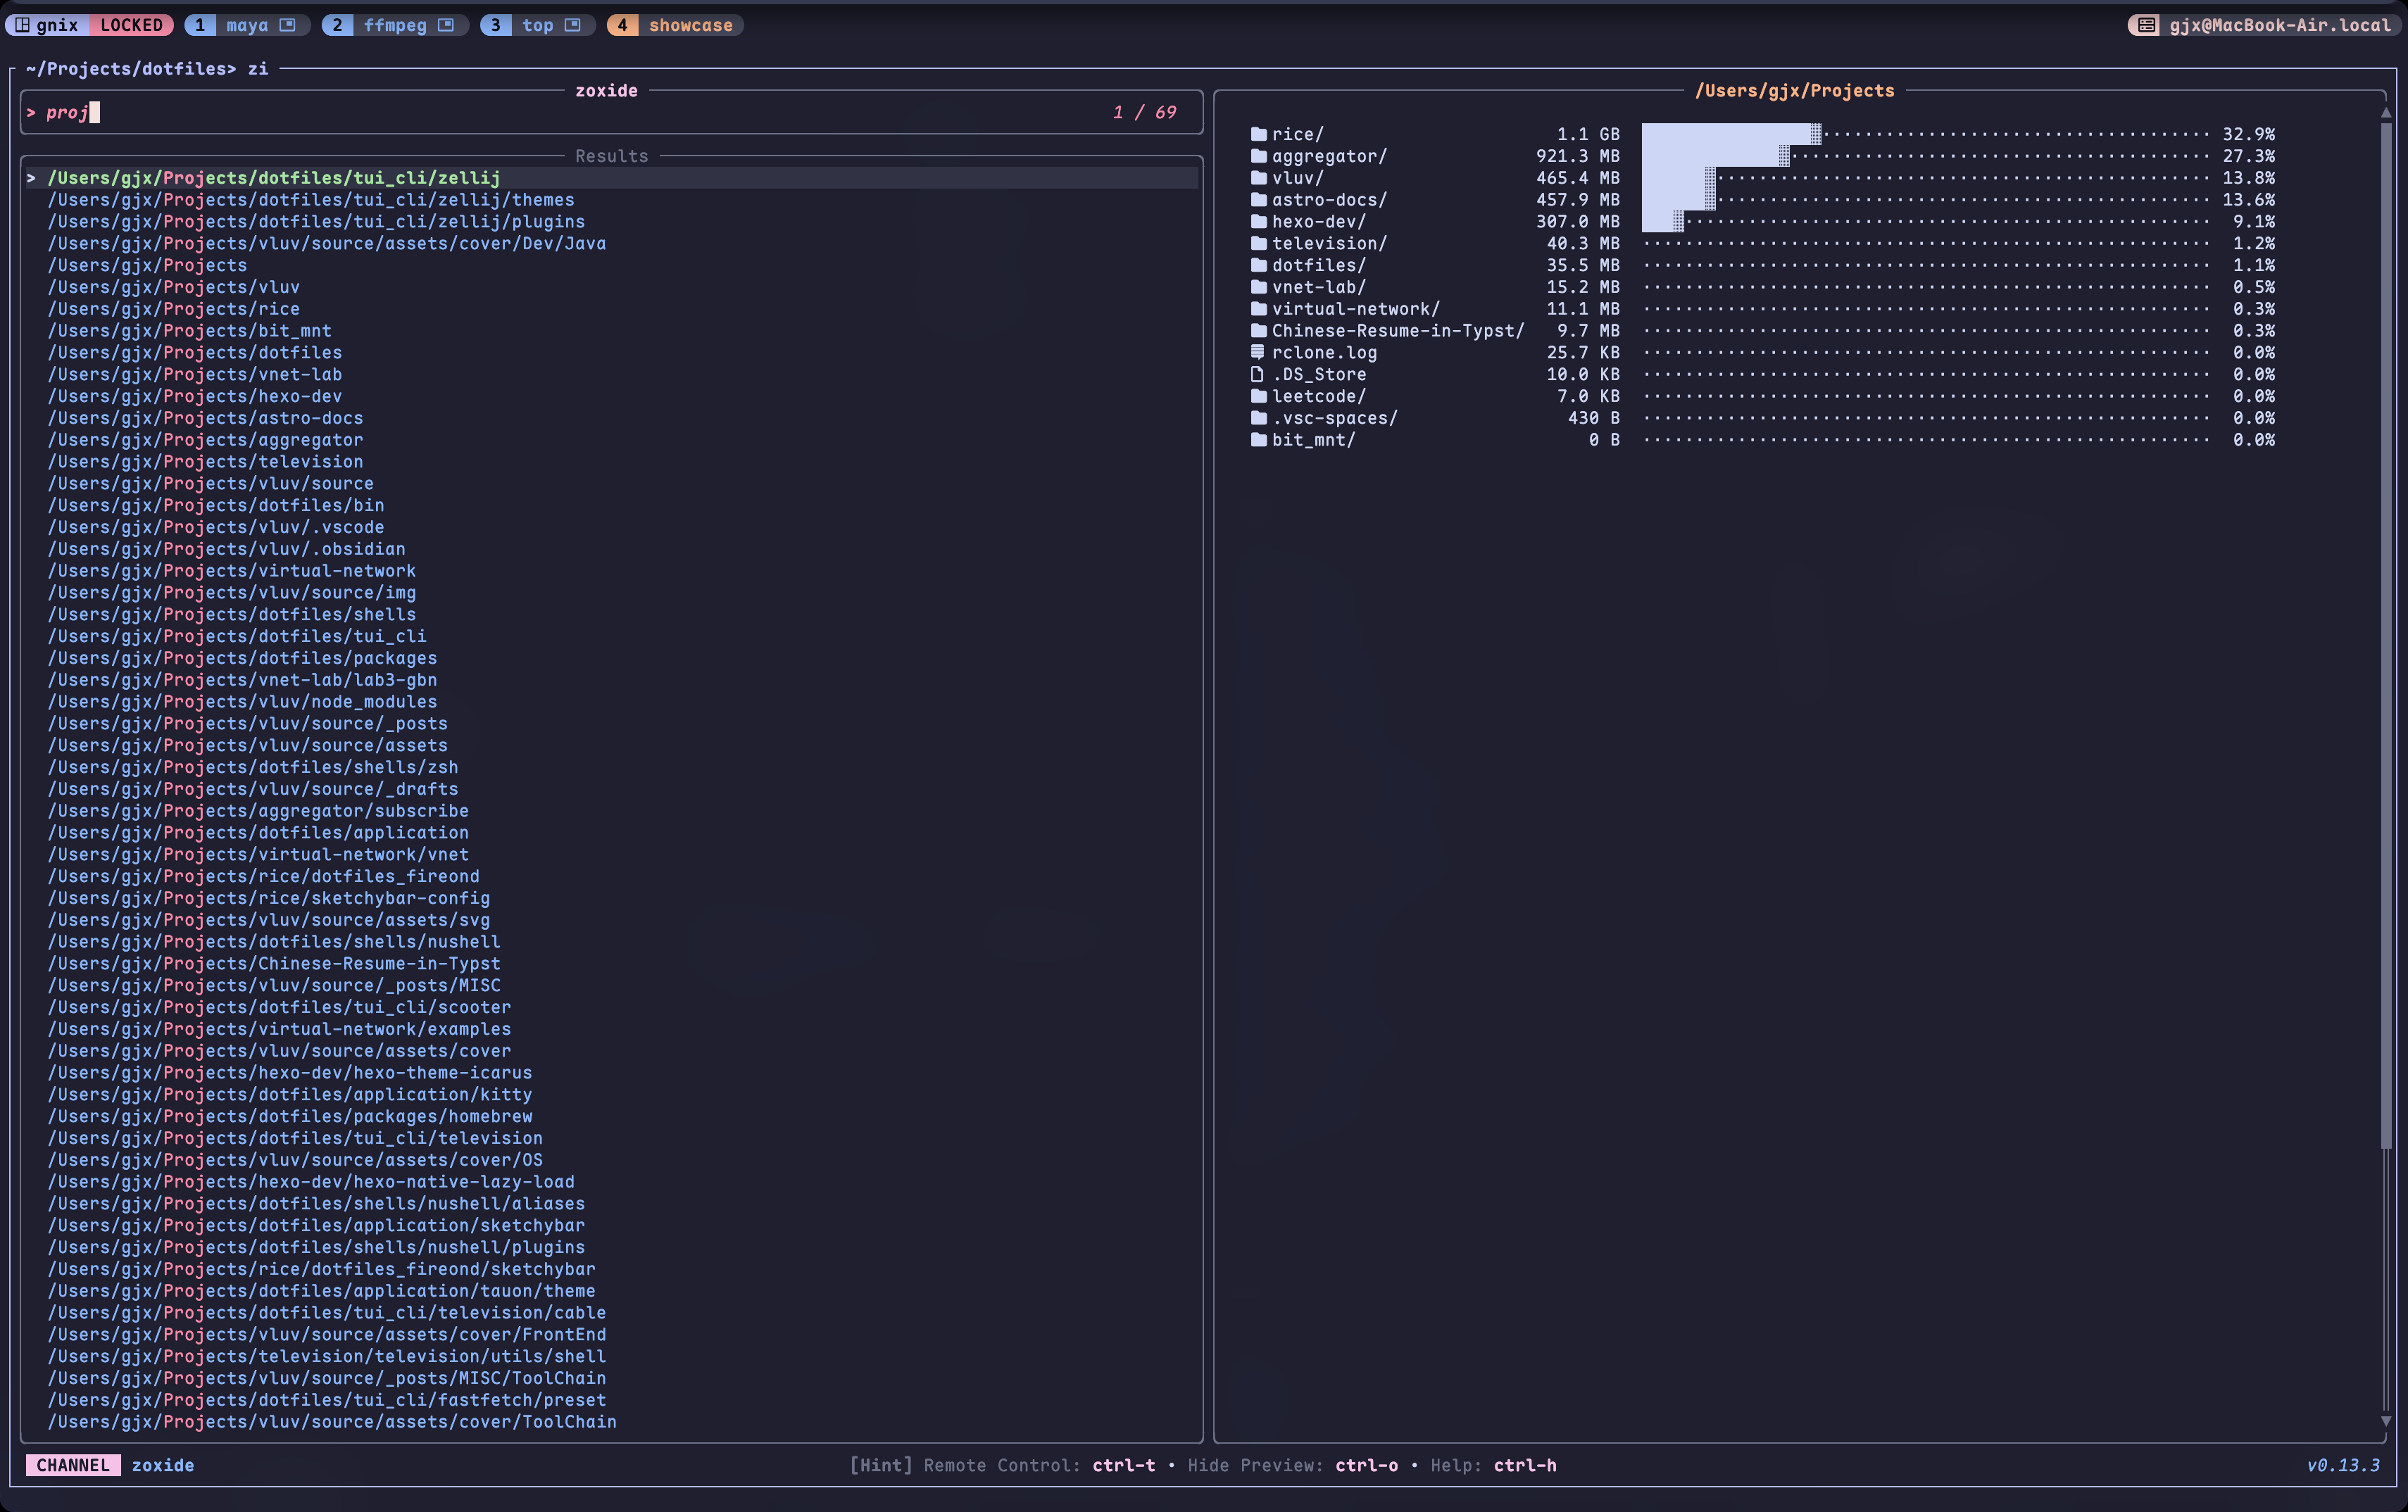 gnix LOCKED 1 maya 2 ffmpeg 3 top 4 showcase gjx@MacBook-Air.local
~/Projects/dotfiles> zi
zoxide
> proj 1 / 69
Results
> /Users/gjx/Projects/dotfiles/tui_cli/zellij
/Users/gjx/Projects/dotfiles/tui_cli/zellij/themes
/Users/gjx/Projects/dotfiles/tui_cli/zellij/plugins
/Users/gjx/Projects/vluv/source/assets/cover/Dev/Java
/Users/gjx/Projects
/Users/gjx/Projects/vluv
/Users/gjx/Projects/rice
/Users/gjx/Projects/bit_mnt
/Users/gjx/Projects/dotfiles
/Users/gjx/Projects/vnet-lab
/Users/gjx/Projects/hexo-dev
/Users/gjx/Projects/astro-docs
/Users/gjx/Projects/aggregator
/Users/gjx/Projects/television
/Users/gjx/Projects/vluv/source
/Users/gjx/Projects/dotfiles/bin
/Users/gjx/Projects/vluv/.vscode
/Users/gjx/Projects/vluv/.obsidian
/Users/gjx/Projects/virtual-network
/Users/gjx/Projects/vluv/source/img
/Users/gjx/Projects/dotfiles/shells
/Users/gjx/Projects/dotfiles/tui_cli
/Users/gjx/Projects/dotfiles/packages
/Users/gjx/Projects/vnet-lab/lab3-gbn
/Users/gjx/Projects/vluv/node_modules
/Users/gjx/Projects/vluv/source/_posts
/Users/gjx/Projects/vluv/source/assets
/Users/gjx/Projects/dotfiles/shells/zsh
/Users/gjx/Projects/vluv/source/_drafts
/Users/gjx/Projects/aggregator/subscribe
/Users/gjx/Projects/dotfiles/application
/Users/gjx/Projects/virtual-network/vnet
/Users/gjx/Projects/rice/dotfiles_fireond
/Users/gjx/Projects/rice/sketchybar-config
/Users/gjx/Projects/vluv/source/assets/svg
/Users/gjx/Projects/dotfiles/shells/nushell
/Users/gjx/Projects/Chinese-Resume-in-Typst
/Users/gjx/Projects/vluv/source/_posts/MISC
/Users/gjx/Projects/dotfiles/tui_cli/scooter
/Users/gjx/Projects/virtual-network/examples
/Users/gjx/Projects/vluv/source/assets/cover
/Users/gjx/Projects/hexo-dev/hexo-theme-icarus
/Users/gjx/Projects/dotfiles/application/kitty
/Users/gjx/Projects/dotfiles/packages/homebrew
/Users/gjx/Projects/dotfiles/tui_cli/television
/Users/gjx/Projects/vluv/source/assets/cover/OS
/Users/gjx/Projects/hexo-dev/hexo-native-lazy-load
/Users/gjx/Projects/dotfiles/shells/nushell/aliases
/Users/gjx/Projects/dotfiles/application/sketchybar
/Users/gjx/Projects/dotfiles/shells/nushell/plugins
/Users/gjx/Projects/rice/dotfiles_fireond/sketchybar
/Users/gjx/Projects/dotfiles/application/tauon/theme
/Users/gjx/Projects/dotfiles/tui_cli/television/cable
/Users/gjx/Projects/vluv/source/assets/cover/FrontEnd
/Users/gjx/Projects/television/television/utils/shell
/Users/gjx/Projects/vluv/source/_posts/MISC/ToolChain
/Users/gjx/Projects/dotfiles/tui_cli/fastfetch/preset
/Users/gjx/Projects/vluv/source/assets/cover/ToolChain
/Users/gjx/Projects
rice/ 1.1 GB 32.9%
aggregator/ 921.3 MB 27.3%
vluv/ 465.4 MB 13.8%
astro-docs/ 457.9 MB 13.6%
hexo-dev/ 307.0 MB 9.1%
television/ 40.3 MB 1.2%
dotfiles/ 35.5 MB 1.1%
vnet-lab/ 15.2 MB 0.5%
virtual-network/ 11.1 MB 0.3%
Chinese-Resume-in-Typst/ 9.7 MB 0.3%
rclone.log 25.7 KB 0.0%
.DS_Store 10.0 KB 0.0%
leetcode/ 7.0 KB 0.0%
.vsc-spaces/ 430 B 0.0%
bit_mnt/ 0 B 0.0%
CHANNEL zoxide [Hint] Remote Control: ctrl-t • Hide Preview: ctrl-o • Help: ctrl-h v0.13.3